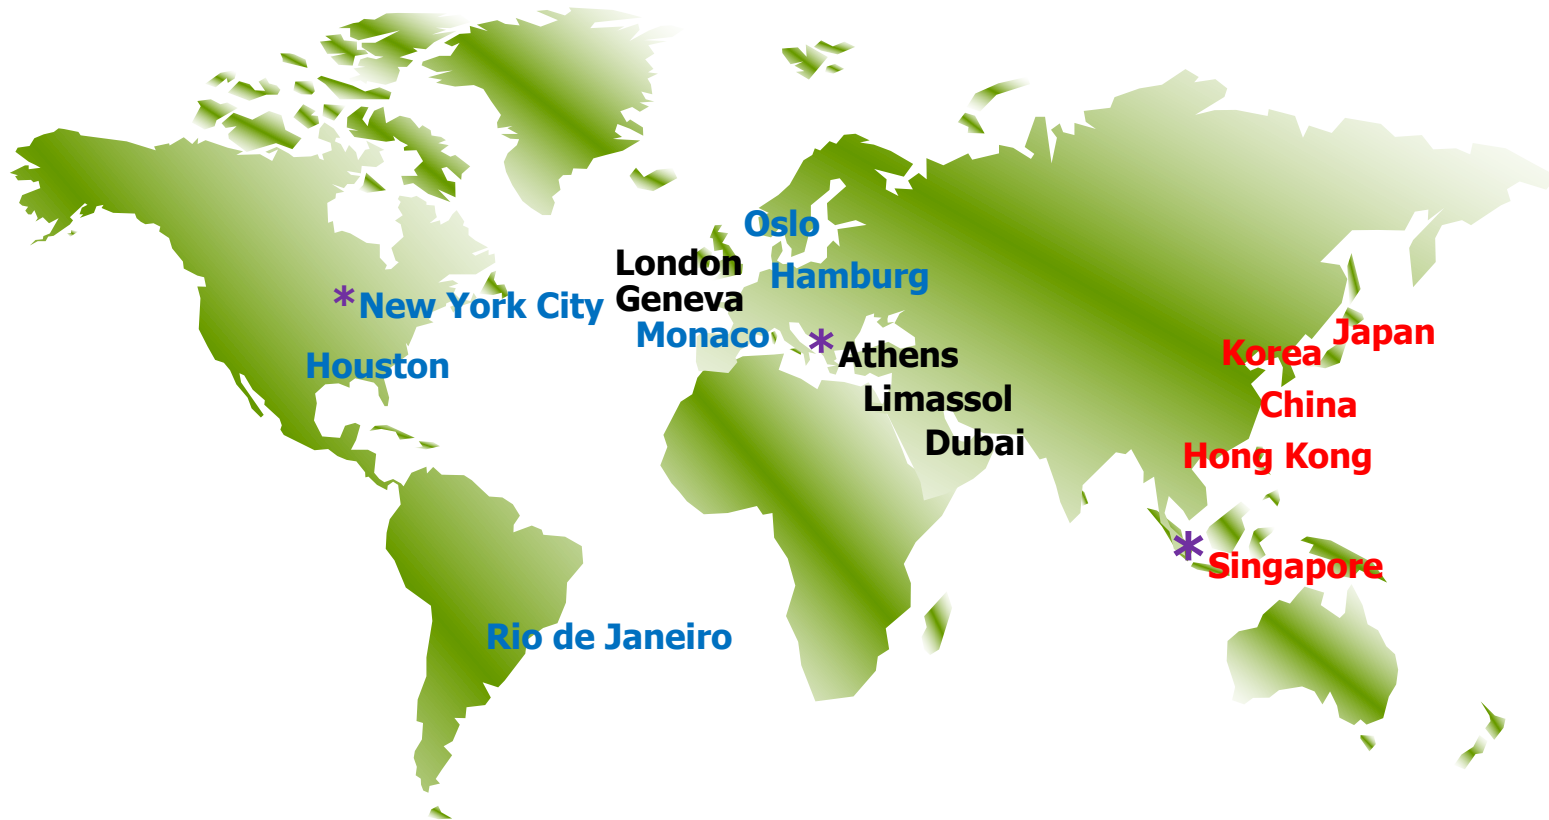 Oslo
London
Hamburg
Geneva
*New York City
Monaco
Japan
*
Athens
Korea
Houston
Limassol
China
Dubai
Hong Kong
*
Singapore
Rio de Janeiro